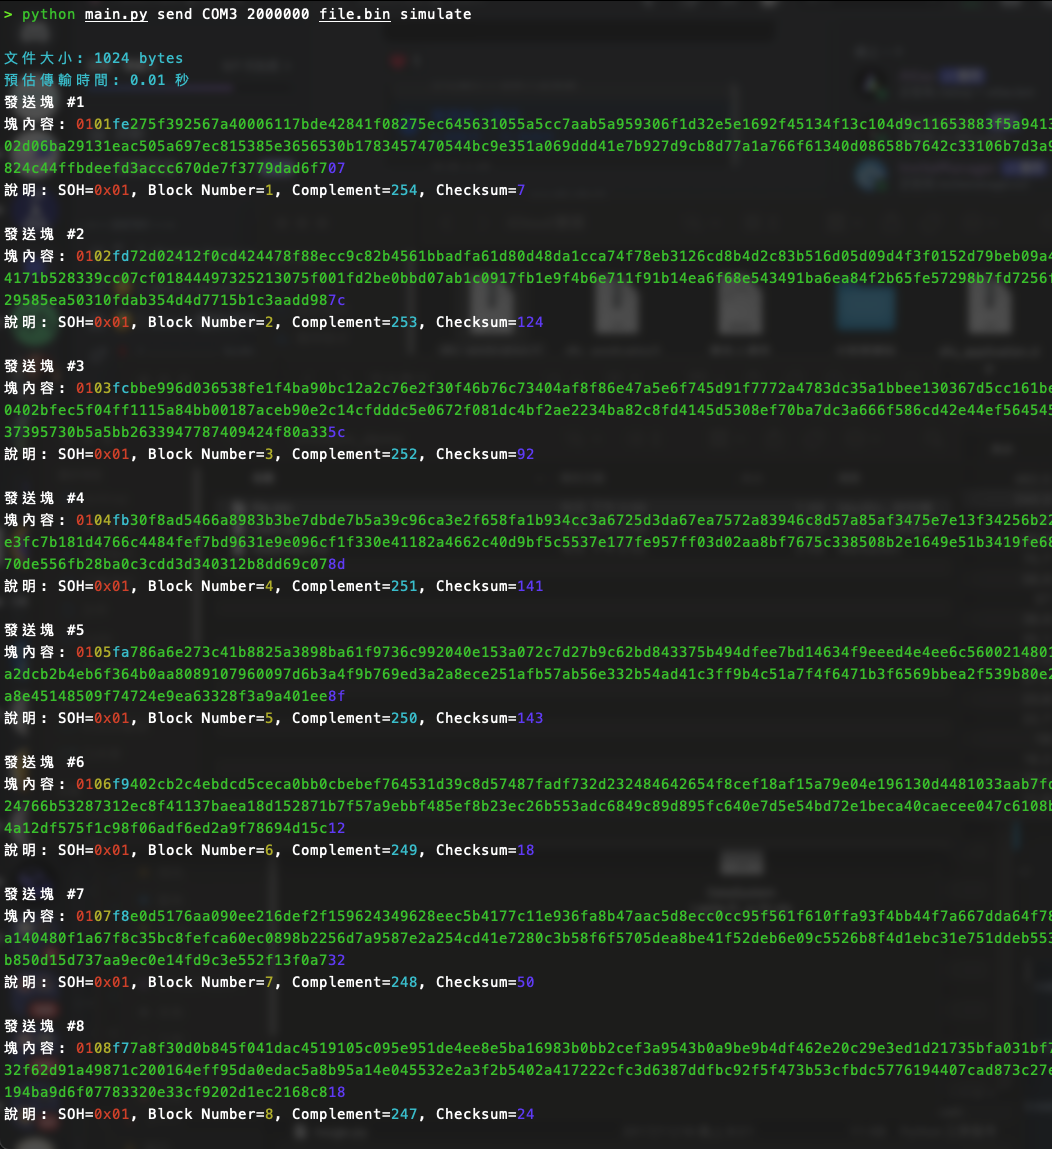 > python main.py send COM3 2000000 file.bin simulate
文件大小: 1024 bytes
預估傳輸時間: 0.01 秒
發送塊 #1
塊內容: 0101fe275f392567a40006117bde42841f08275ec645631055a5cc7aab5a959306f1d32e5e1692f45134f13c104d9c11653883f5a9413
02d06ba29131eac505a697ec815385e3656530b1783457470544bc9e351a069ddd41e7b927d9cb8d77a1a766f61340d08658b7642c33106b7d3a9
824c44ffbdeefd3accc670de7f3779dad6f707
說明: SOH=0x01, Block Number=1, Complement=254, Checksum=7
發送塊 #2
塊內容: 0102fd72d02412f0cd424478f88ecc9c82b4561bbadfa61d80d48da1cca74f78eb3126cd8b4d2c83b516d05d09d4f3f0152d79beb09a4
4171b528339cc07cf01844497325213075f001fd2be0bbd07ab1c0917fb1e9f4b6e711f91b14ea6f68e543491ba6ea84f2b65fe57298b7fd7256f
29585ea50310fdab354d4d7715b1c3aadd987c
說明: SOH=0x01, Block Number=2, Complement=253, Checksum=124
發送塊 #3
塊內容: 0103fcbbe996d036538fe1f4ba90bc12a2c76e2f30f46b76c73404af8f86e47a5e6f745d91f7772a4783dc35a1bbee130367d5cc161be
0402bfec5f04ff1115a84bb00187aceb90e2c14cfdddc5e0672f081dc4bf2ae2234ba82c8fd4145d5308ef70ba7dc3a666f586cd42e44ef564545
37395730b5a5bb2633947787409424f80a335c
說明: SOH=0x01, Block Number=3, Complement=252, Checksum=92
發送塊 #4
塊內容: 0104fb30f8ad5466a8983b3be7dbde7b5a39c96ca3e2f658fa1b934cc3a6725d3da67ea7572a83946c8d57a85af3475e7e13f34256b22
e3fc7b181d4766c4484fef7bd9631e9e096cf1f330e41182a4662c40d9bf5c5537e177fe957ff03d02aa8bf7675c338508b2e1649e51b3419fe68
70de556fb28ba0c3cdd3d340312b8dd69c078d
說明: SOH=0x01, Block Number=4, Complement=251, Checksum=141
發送塊 #5
塊內容: 0105fa786a6e273c41b8825a3898ba61f9736c992040e153a072c7d27b9c62bd843375b494dfee7bd14634f9eeed4e4ee6c5600214801
a2dcb2b4eb6f364b0aa8089107960097d6b3a4f9b769ed3a2a8ece251afb57ab56e332b54ad41c3ff9b4c51a7f4f6471b3f6569bbea2f539b80e2
a8e45148509f74724e9ea63328f3a9a401ee8f
說明: SOH=0x01, Block Number=5, Complement=250, Checksum=143
發送塊 #6
塊內容: 0106f9402cb2c4ebdcd5ceca0bb0cbebef764531d39c8d57487fadf732d232484642654f8cef18af15a79e04e196130d4481033aab7fc
24766b53287312ec8f41137baea18d152871b7f57a9ebbf485ef8b23ec26b553adc6849c89d895fc640e7d5e54bd72e1beca40caecee047c6108b
4a12df575f1c98f06adf6ed2a9f78694d15c12
說明: SOH=0x01, Block Number=6, Complement=249, Checksum=18
發送塊 #7
塊內容: 0107f8e0d5176aa090ee216def2f159624349628eec5b4177c11e936fa8b47aac5d8ecc0cc95f561f610ffa93f4bb44f7a667dda64f78
a140480f1a67f8c35bc8fefca60ec0898b2256d7a9587e2a254cd41e7280c3b58f6f5705dea8be41f52deb6e09c5526b8f4d1ebc31e751ddeb553
b850d15d737aa9ec0e14fd9c3e552f13f0a732
說明: SOH=0x01, Block Number=7, Complement=248, Checksum=50
發送塊 #8
塊內容: 0108f77a8f30d0b845f041dac4519105c095e951de4ee8e5ba16983b0bb2cef3a9543b0a9be9b4df462e20c29e3ed1d21735bfa031bf7
32f62d91a49871c200164eff95da0edac5a8b95a14e045532e2a3f2b5402a417222cfc3d6387ddfbc92f5f473b53cfbdc5776194407cad873c27e
194ba9d6f07783320e33cf9202d1ec2168c818
說明: SOH=0x01, Block Number=8, Complement=247, Checksum=24